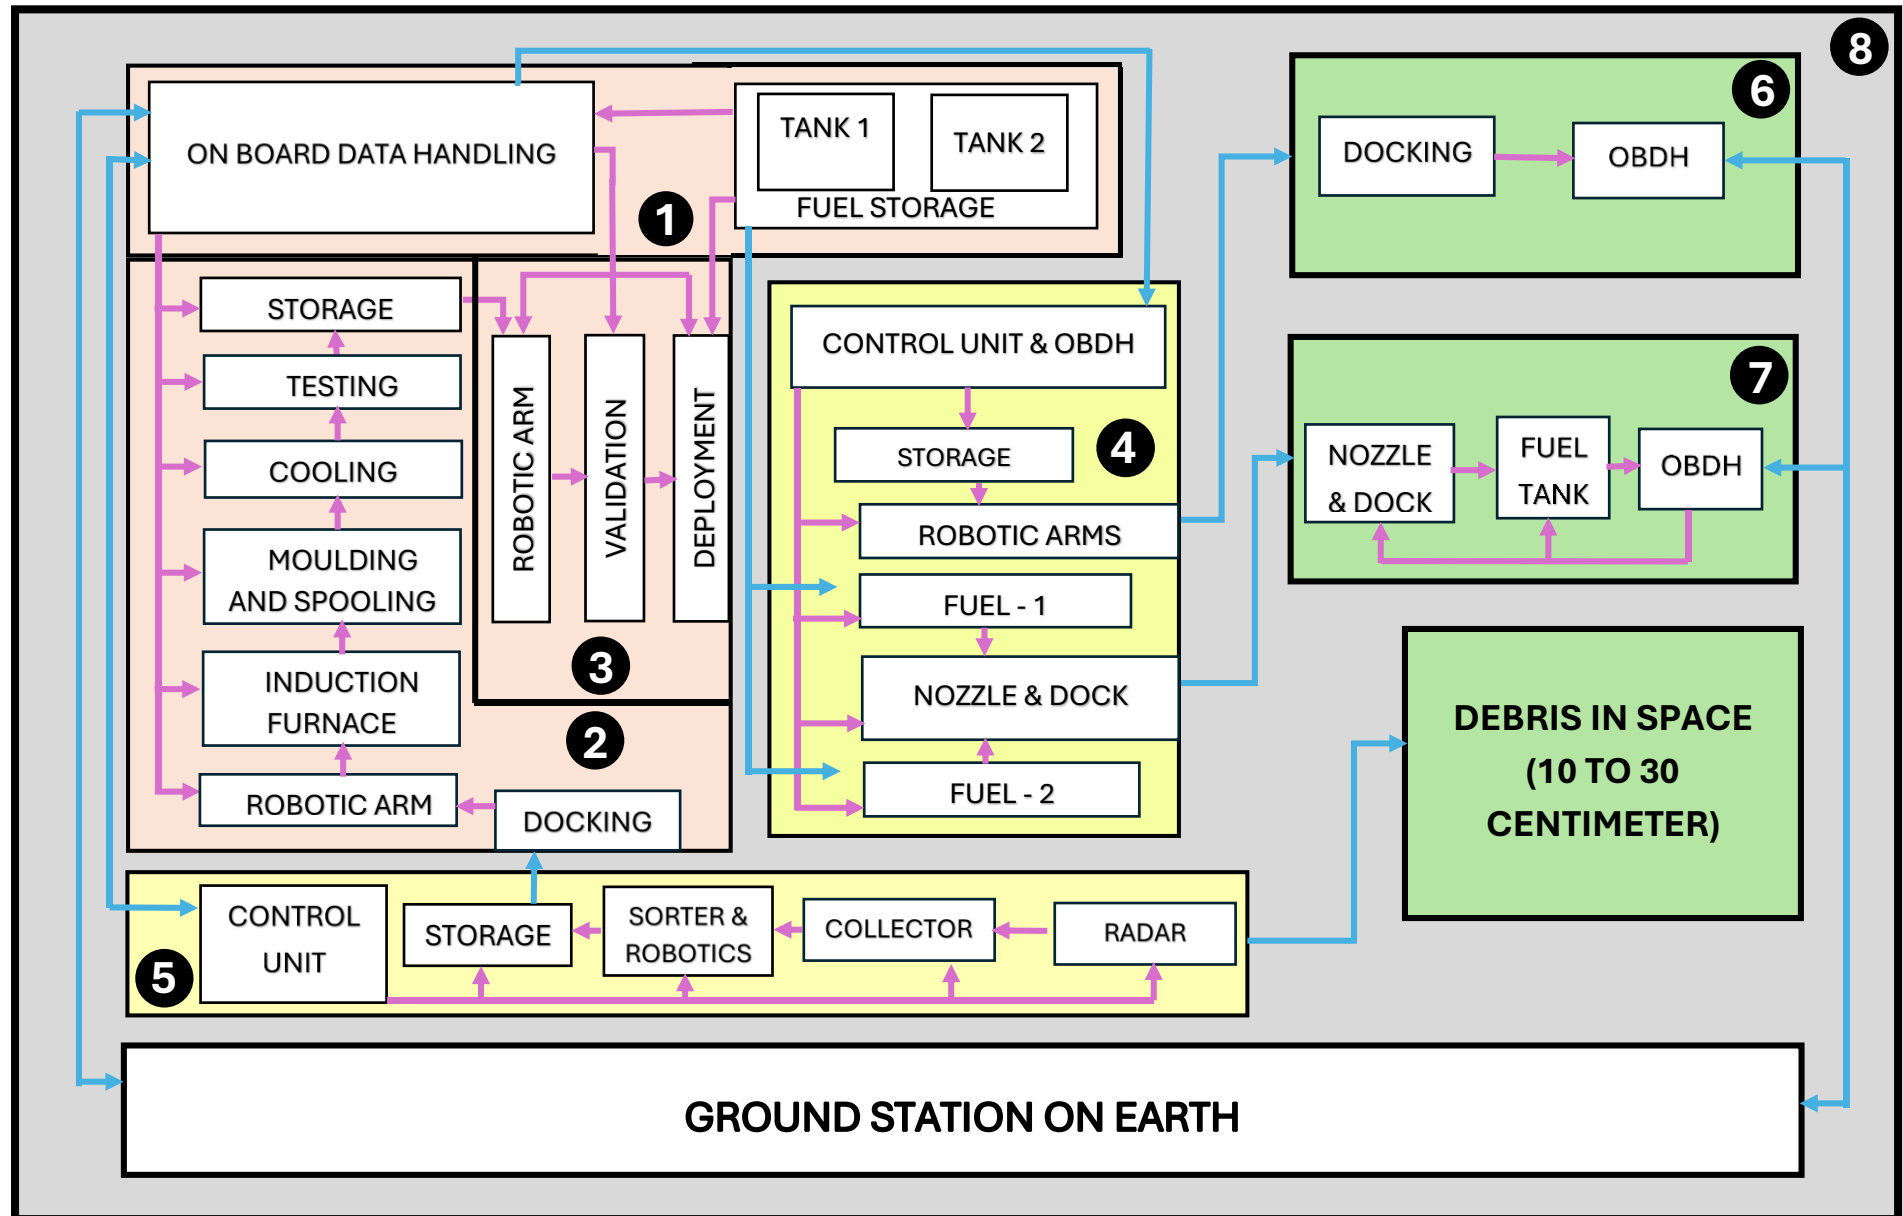 8
ON BOARD DATA HANDLING
TANK 1
TANK 2
FUEL STORAGE
1
STORAGE
TESTING
COOLING
MOULDING
AND SPOOLING
INDUCTION
FURNACE
ROBOTIC ARM
DOCKING
2
ROBOTIC ARM
VALIDATION
DEPLOYMENT
3
CONTROL UNIT & OBDH
STORAGE
4
ROBOTIC ARMS
FUEL - 1
NOZZLE & DOCK
FUEL - 2
6
DOCKING
OBDH
7
NOZZLE
& DOCK
FUEL
TANK
OBDH
DEBRIS IN SPACE
(10 TO 30
CENTIMETER)
5
CONTROL
UNIT
STORAGE
SORTER &
ROBOTICS
COLLECTOR
RADAR
GROUND STATION ON EARTH